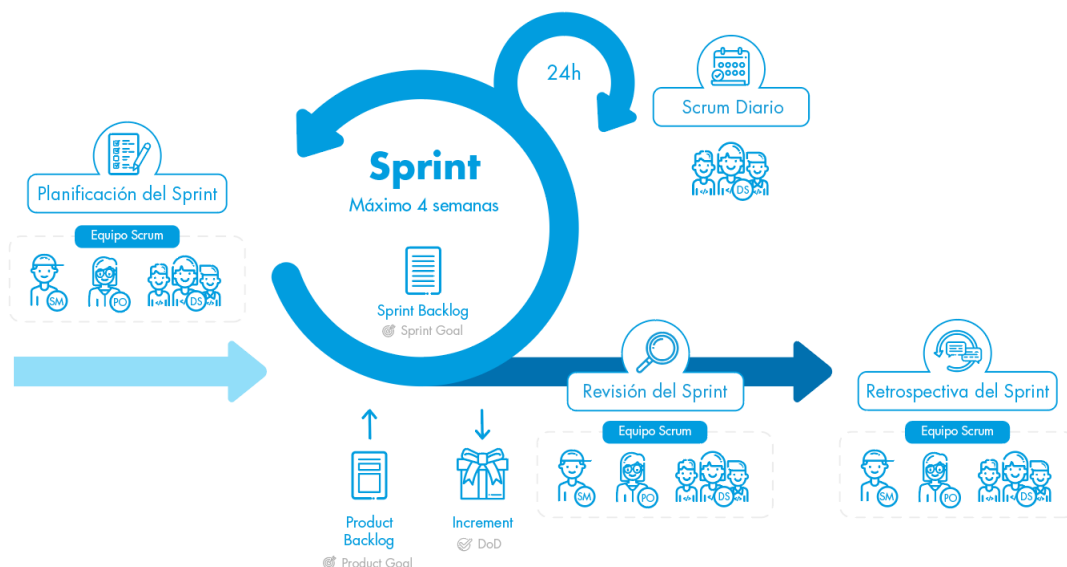 24h
Scrum Diario
DS
Sprint
Máximo 4 semanas
Planificación del Sprint
Equipo Scrum
SM
PO
DS
Sprint Backlog
Sprint Goal
Revisión del Sprint
Equipo Scrum
SM
PO
DS
Retrospectiva del Sprint
Equipo Scrum
SM
PO
DS
Product
Backlog
Product Goal
Increment
DoD